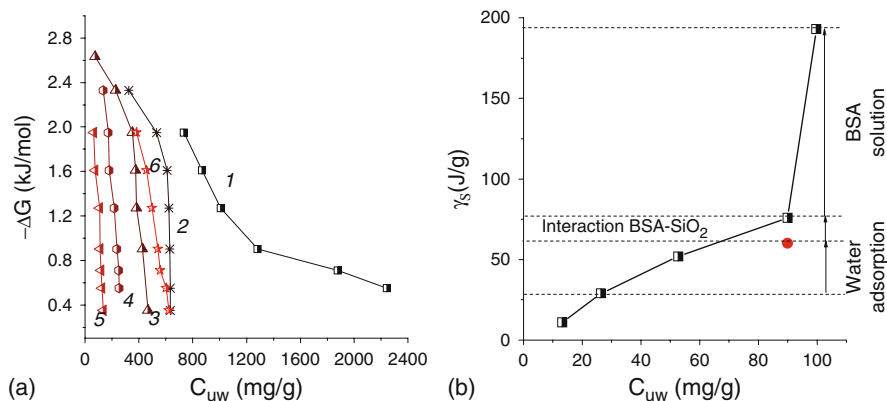 2.8
2.4
2.0
1.6
1.2
0.8
0.4
−ΔG (kJ/mol)
0 400 800 1200 1600 2000 2400
C_uw (mg/g)
(a)
1
2
3
4
5
6
200
150
100
50
0
γ_S(J/g)
0 20 40 60 80 100
C_uw (mg/g)
(b)
Interaction BSA-SiO₂
BSA
solution
Water
adsorption